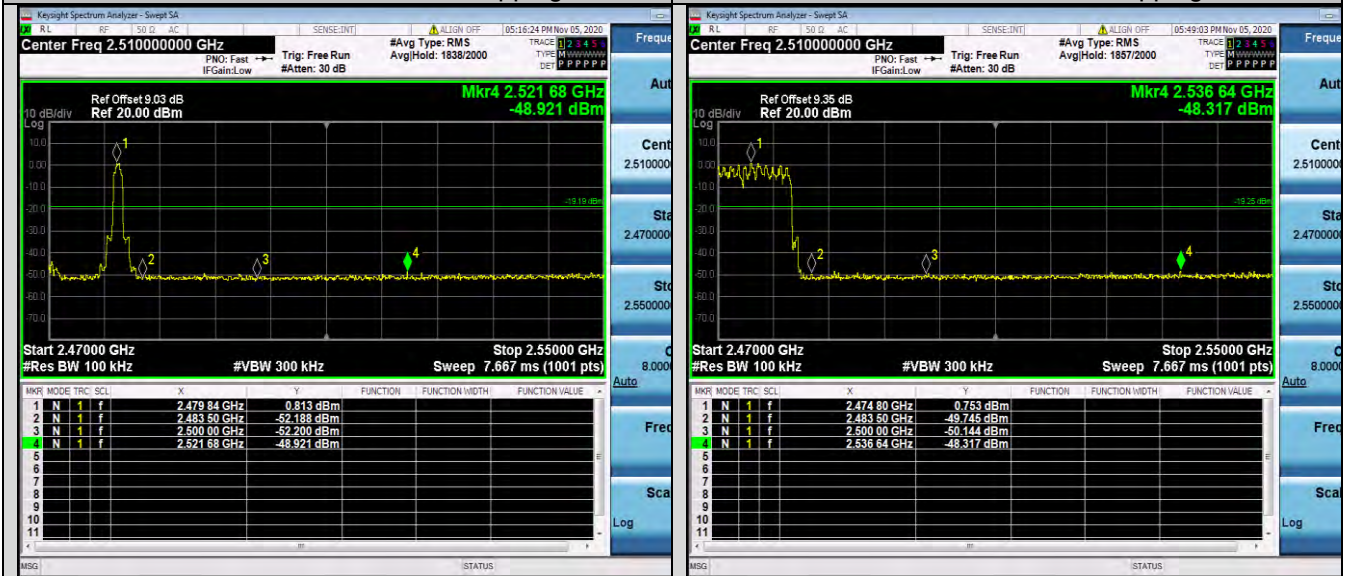 Keysight Spectrum Analyzer - Swept SA
RL RF 50 Ω AC SENSE:INT ALIGN OFF 05:16:24 PM Nov 05, 2020
Center Freq 2.510000000 GHz
PNO: Fast
IFGain:Low
Trig: Free Run
#Atten: 30 dB
#Avg Type: RMS
Avg|Hold: 1838/2000
TRACE 1 2 3 4 5 6
TYPE M W W W W W
DET P P P P P P
Mkr4 2.521 68 GHz
-48.921 dBm
Ref Offset 9.03 dB
10 dB/div Ref 20.00 dBm
Log
10.0
0.00
-10.0
-20.0
-30.0
-40.0
-50.0
-60.0
-70.0
1
2
3
4
-19.19 dBm
Start 2.47000 GHz
Stop 2.55000 GHz
#Res BW 100 kHz #VBW 300 kHz Sweep 7.667 ms (1001 pts)
MKR MODE TRC SCL X Y FUNCTION FUNCTION WIDTH FUNCTION VALUE
1 N 1 f 2.479 84 GHz 0.813 dBm
2 N 1 f 2.483 50 GHz -52.188 dBm
3 N 1 f 2.500 00 GHz -52.200 dBm
4 N 1 f 2.521 68 GHz -48.921 dBm
5
6
7
8
9
10
11
MSG STATUS
Freque
Aut
Cent
2.510000
Sta
2.470000
Sto
2.550000
8.0000
Auto
Freq
Scal
Log
Keysight Spectrum Analyzer - Swept SA
RL RF 50 Ω AC SENSE:INT ALIGN OFF 05:49:03 PM Nov 05, 2020
Center Freq 2.510000000 GHz
PNO: Fast
IFGain:Low
Trig: Free Run
#Atten: 30 dB
#Avg Type: RMS
Avg|Hold: 1857/2000
TRACE 1 2 3 4 5 6
TYPE M W W W W W
DET P P P P P P
Mkr4 2.536 64 GHz
-48.317 dBm
Ref Offset 9.35 dB
10 dB/div Ref 20.00 dBm
Log
10.0
0.00
-10.0
-20.0
-30.0
-40.0
-50.0
-60.0
-70.0
1
2
3
4
-19.25 dBm
Start 2.47000 GHz
Stop 2.55000 GHz
#Res BW 100 kHz #VBW 300 kHz Sweep 7.667 ms (1001 pts)
MKR MODE TRC SCL X Y FUNCTION FUNCTION WIDTH FUNCTION VALUE
1 N 1 f 2.474 80 GHz 0.753 dBm
2 N 1 f 2.483 50 GHz -49.745 dBm
3 N 1 f 2.500 00 GHz -50.144 dBm
4 N 1 f 2.536 64 GHz -48.317 dBm
5
6
7
8
9
10
11
MSG STATUS
Freque
Aut
Cent
2.510000
Sta
2.470000
Sto
2.550000
8.0000
Auto
Freq
Scal
Log